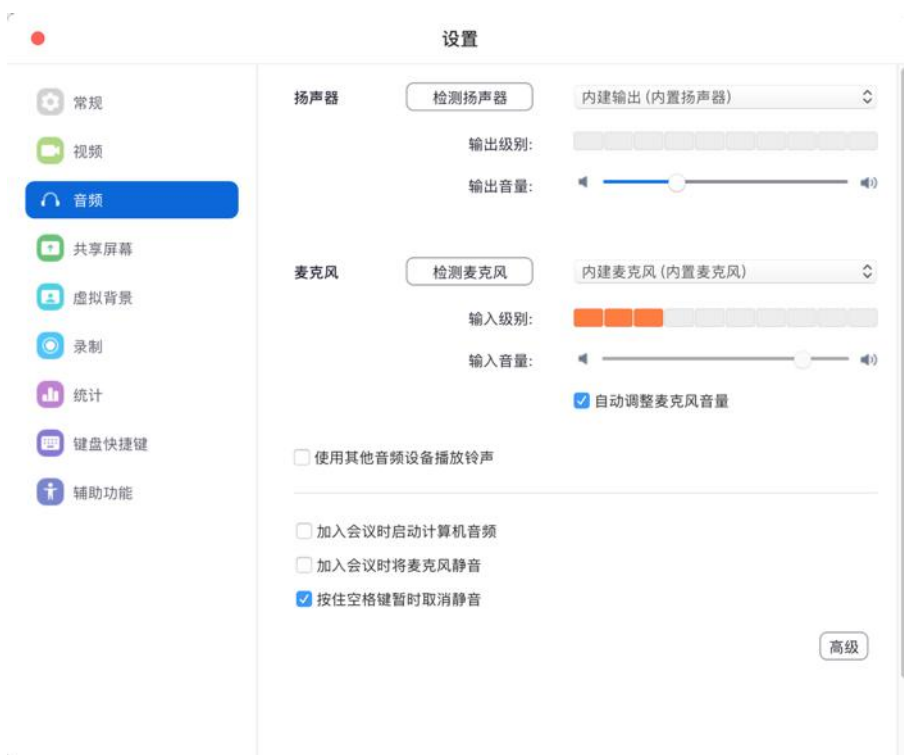 设置
常规
视频
音频
共享屏幕
虚拟背景
录制
统计
键盘快捷键
辅助功能
扬声器 检测扬声器 内建输出 (内置扬声器)
输出级别:
输出音量:
麦克风 检测麦克风 内建麦克风 (内置麦克风)
输入级别:
输入音量:
自动调整麦克风音量
使用其他音频设备播放铃声
加入会议时启动计算机音频
加入会议时将麦克风静音
按住空格键暂时取消静音
高级